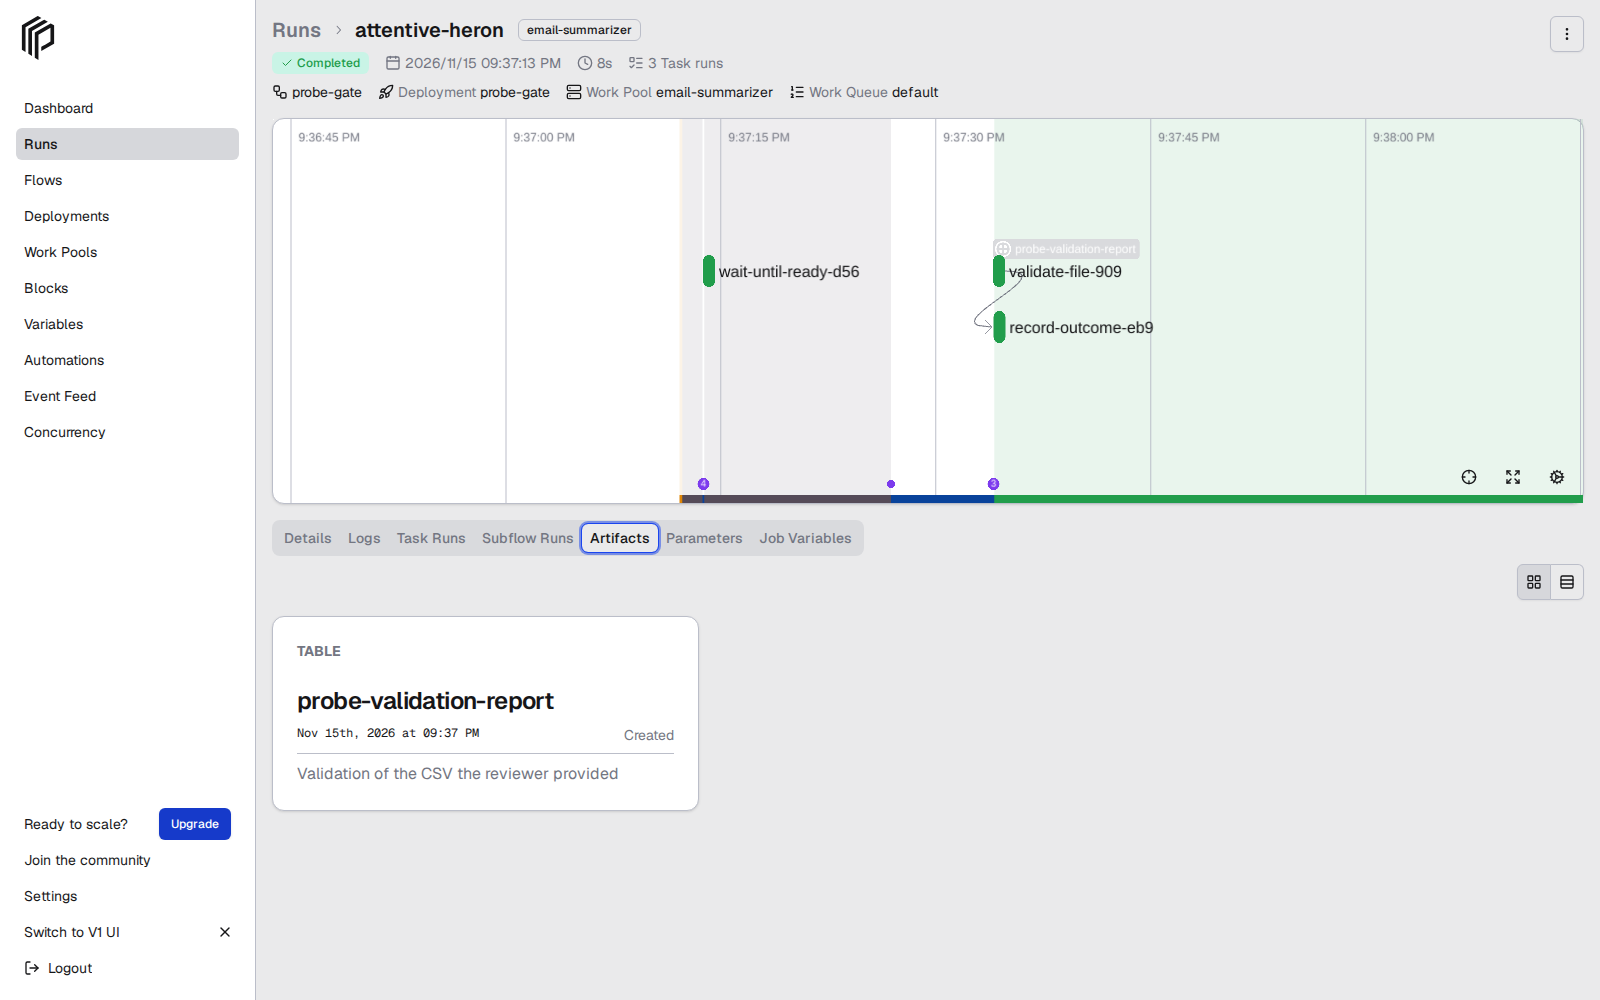 Dashboard
Runs
Flows
Deployments
Work Pools
Blocks
Variables
Automations
Event Feed
Concurrency
Ready to scale? Upgrade
Join the community
Settings
Switch to V1 UI
Logout
Runs attentive-heron email-summarizer
Completed 2026/11/15 09:37:13 PM 8s 3 Task runs
probe-gate Deployment probe-gate Work Pool email-summarizer Work Queue default
9:36:45 PM 9:37:00 PM 9:37:15 PM 9:37:30 PM 9:37:45 PM 9:38:00 PM
probe-validation-report
wait-until-ready-d56 validate-file-909
record-outcome-eb9
4 3
Details Logs Task Runs Subflow Runs Artifacts Parameters Job Variables
TABLE
probe-validation-report
Nov 15th, 2026 at 09:37 PM Created
Validation of the CSV the reviewer provided